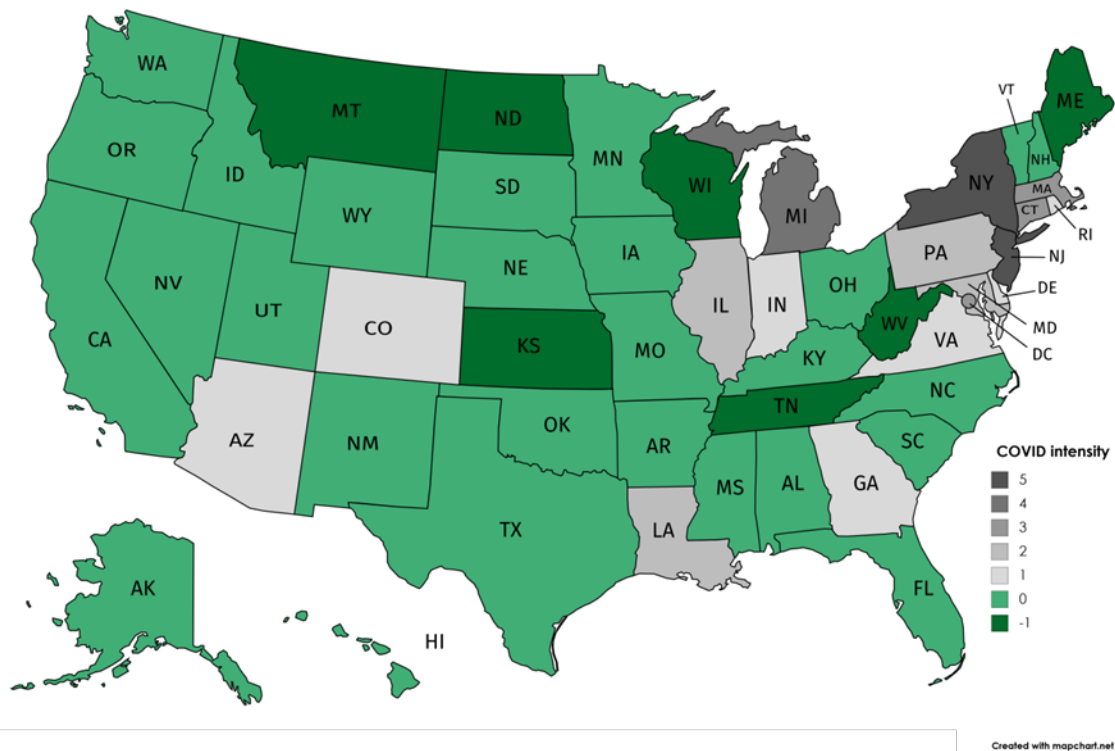 WA
MT
ND
MN
VT
ME
OR
ID
SD
WI
NH
NY
MA
CT
MI
RI
WY
IA
PA
NJ
NE
NV
UT
OH
DE
IL
IN
CO
CA
WV
MD
VA
DC
KS
MO
KY
NC
TN
AZ
NM
OK
AR
SC
MS
AL
GA
TX
LA
COVID intensity
5
4
3
2
1
0
-1
FL
AK
HI
Created with mapchart.net